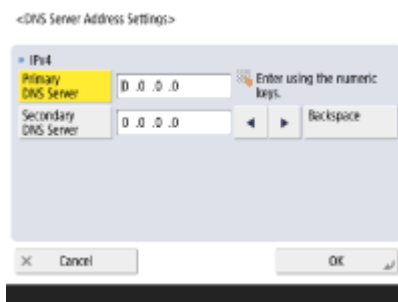 <DNS Server Address Settings>
▪ IPv4
Primary
DNS Server
0 .0 .0 .0
Enter using the numeric
keys.
Secondary
DNS Server
0 .0 .0 .0
◀ ▶
Backspace
× Cancel
OK